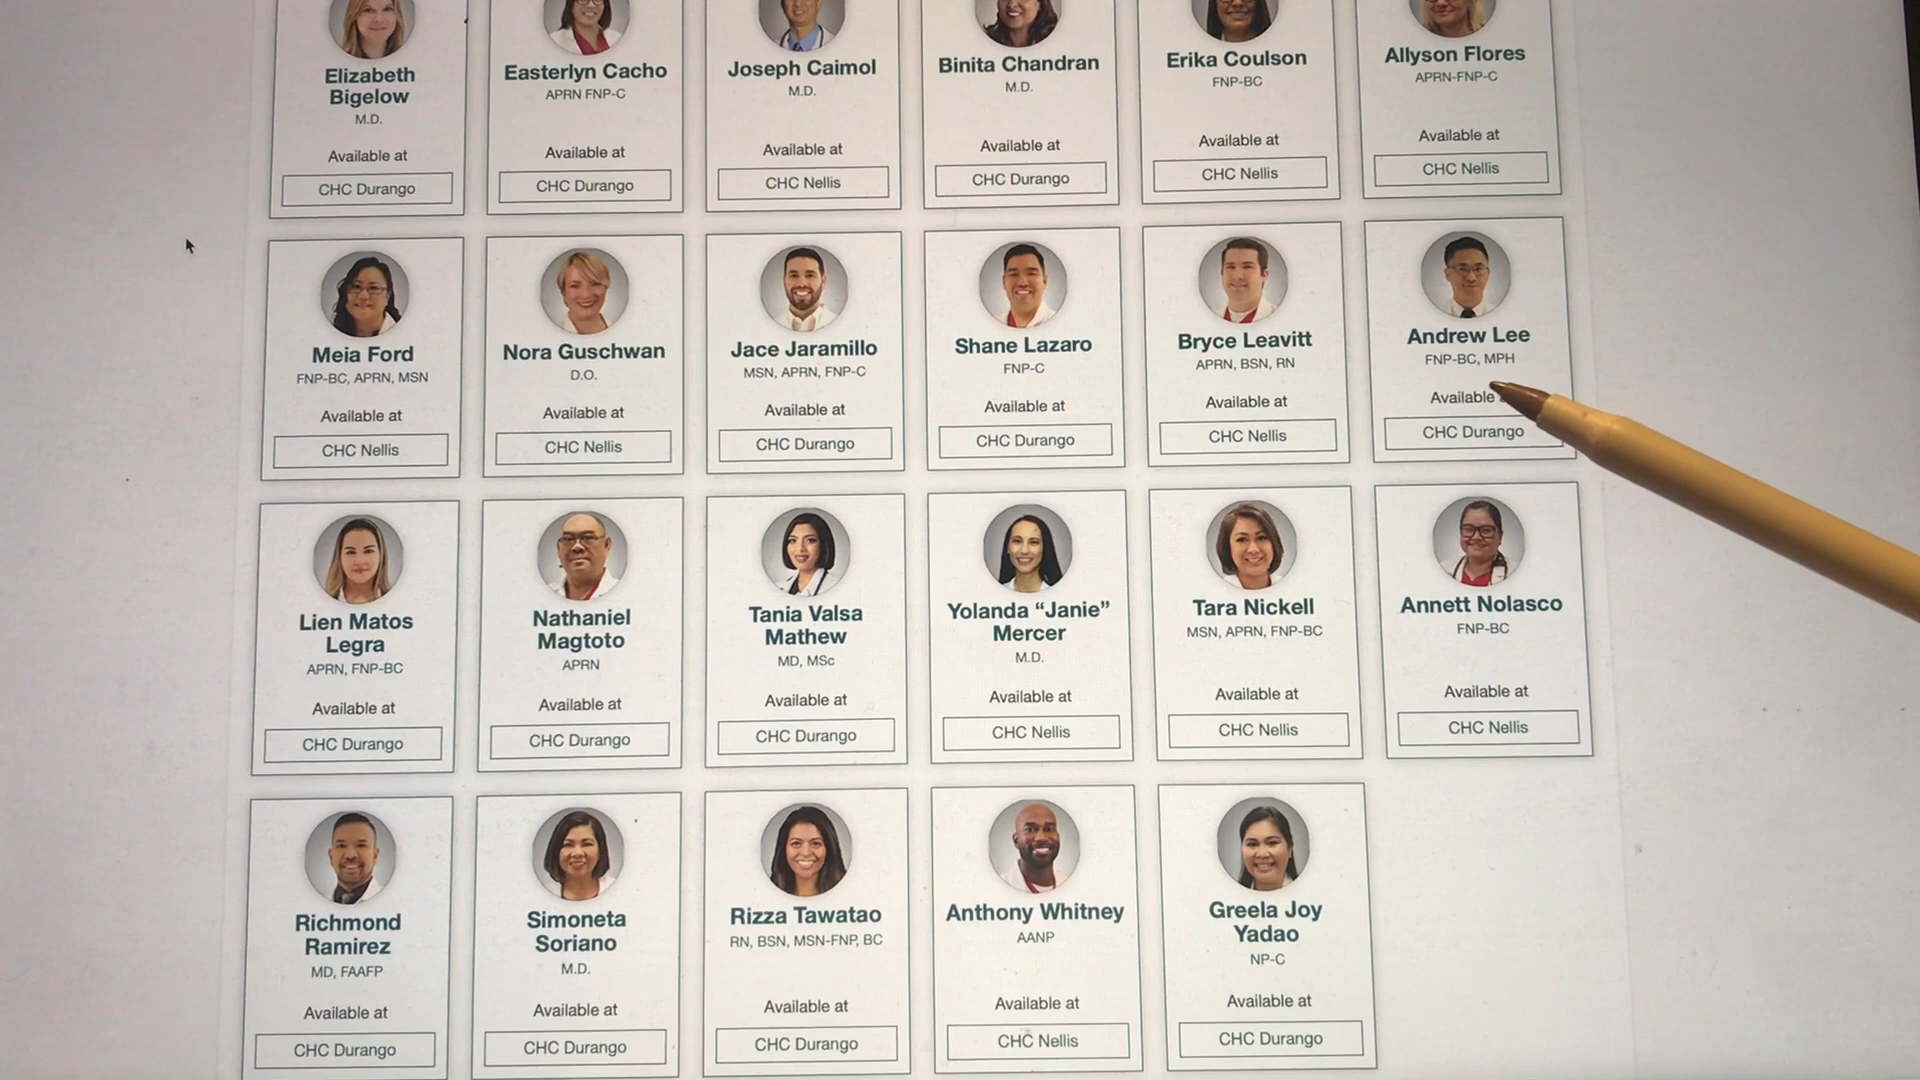 Elizabeth
Bigelow
M.D.
Available at
CHC Durango
Easterlyn Cacho
APRN FNP-C
Available at
CHC Durango
Joseph Caimol
M.D.
Available at
CHC Nellis
Binita Chandran
M.D.
Available at
CHC Durango
Erika Coulson
FNP-BC
Available at
CHC Nellis
Allyson Flores
APRN-FNP-C
Available at
CHC Nellis
Meia Ford
FNP-BC, APRN, MSN
Available at
CHC Nellis
Nora Guschwan
D.O.
Available at
CHC Nellis
Jace Jaramillo
MSN, APRN, FNP-C
Available at
CHC Durango
Shane Lazaro
FNP-C
Available at
CHC Durango
Bryce Leavitt
APRN, BSN, RN
Available at
CHC Nellis
Andrew Lee
FNP-BC, MPH
Available
CHC Durango
Lien Matos
Legra
APRN, FNP-BC
Available at
CHC Durango
Nathaniel
Magtoto
APRN
Available at
CHC Durango
Tania Valsa
Mathew
MD, MSc
Available at
CHC Durango
Yolanda “Janie”
Mercer
M.D.
Available at
CHC Nellis
Tara Nickell
MSN, APRN, FNP-BC
Available at
CHC Nellis
Annett Nolasco
FNP-BC
Available at
CHC Nellis
Richmond
Ramirez
MD, FAAFP
Available at
CHC Durango
Simoneta
Soriano
M.D.
Available at
CHC Durango
Rizza Tawatao
RN, BSN, MSN-FNP, BC
Available at
CHC Durango
Anthony Whitney
AANP
Available at
CHC Nellis
Greela Joy
Yadao
NP-C
Available at
CHC Durango